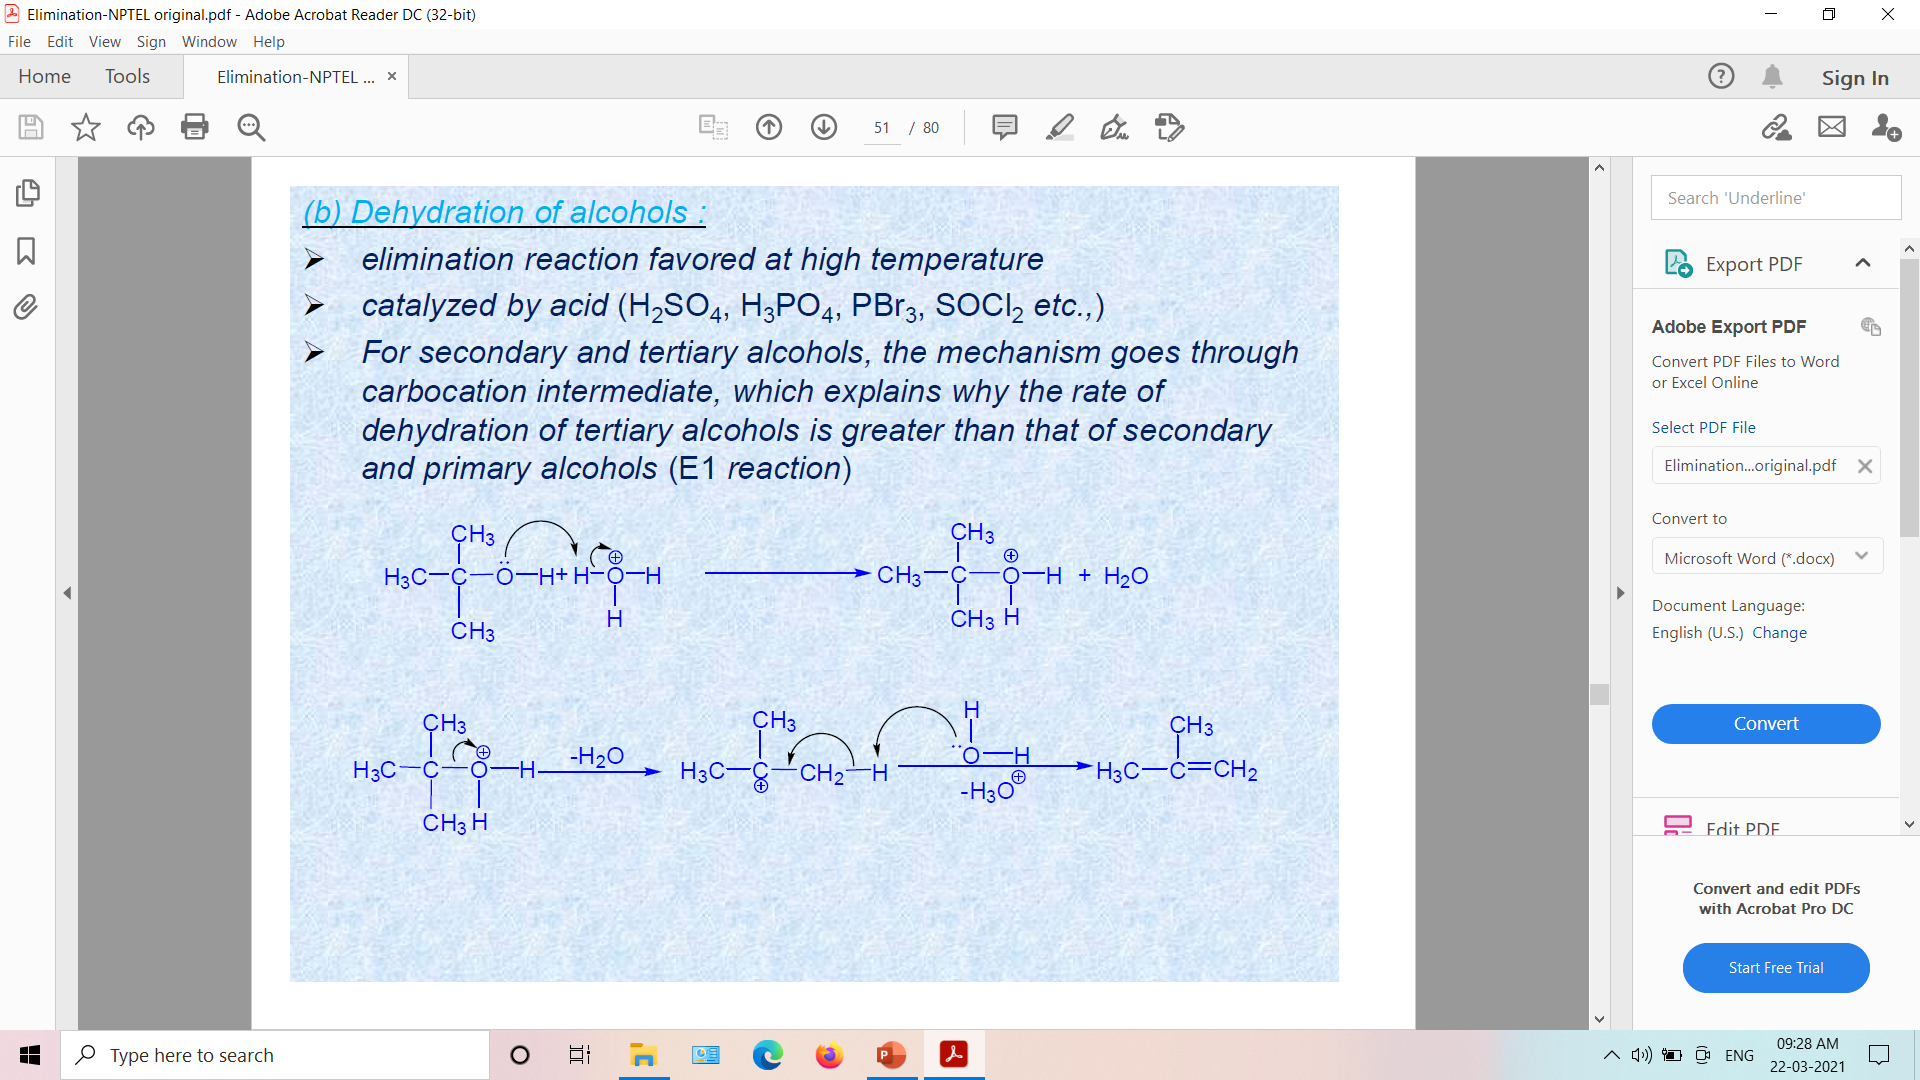 Elimination-NPTEL original.pdf - Adobe Acrobat Reader DC (32-bit)
File Edit View Sign Window Help
Home Tools Elimination-NPTEL ... × Sign In
51 / 80
(b) Dehydration of alcohols :
➢ elimination reaction favored at high temperature
➢ catalyzed by acid (H₂SO₄, H₃PO₄, PBr₃, SOCl₂ etc.,)
➢ For secondary and tertiary alcohols, the mechanism goes through
carbocation intermediate, which explains why the rate of
dehydration of tertiary alcohols is greater than that of secondary
and primary alcohols (E1 reaction)
CH₃ CH₃
⊕ ⊕
H₃C—C—O—H + H—O—H CH₃—C—O—H + H₂O
H CH₃ H
CH₃
H
CH₃ CH₃ CH₃
⊕ -H₂O H
H₃C—C—O—H H₃C—C—CH₂—H O—H H₃C—C=CH₂
⊕ -H₃O⊕
CH₃ H
Search 'Underline'
Export PDF
Adobe Export PDF
Convert PDF Files to Word
or Excel Online
Select PDF File
Elimination...original.pdf
Convert to
Microsoft Word (*.docx)
Document Language:
English (U.S.) Change
Convert
Edit PDF
Convert and edit PDFs
with Acrobat Pro DC
Start Free Trial
Type here to search
ENG
09:28 AM
22-03-2021